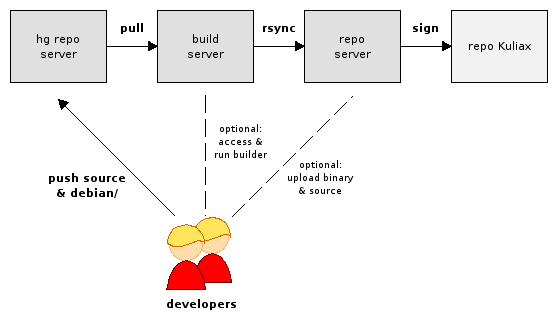 hg repo
server
pull
build
server
rsync
repo
server
sign
repo Kuliax
optional:
access &
run builder
optional:
upload binary
& source
push source
& debian/
developers